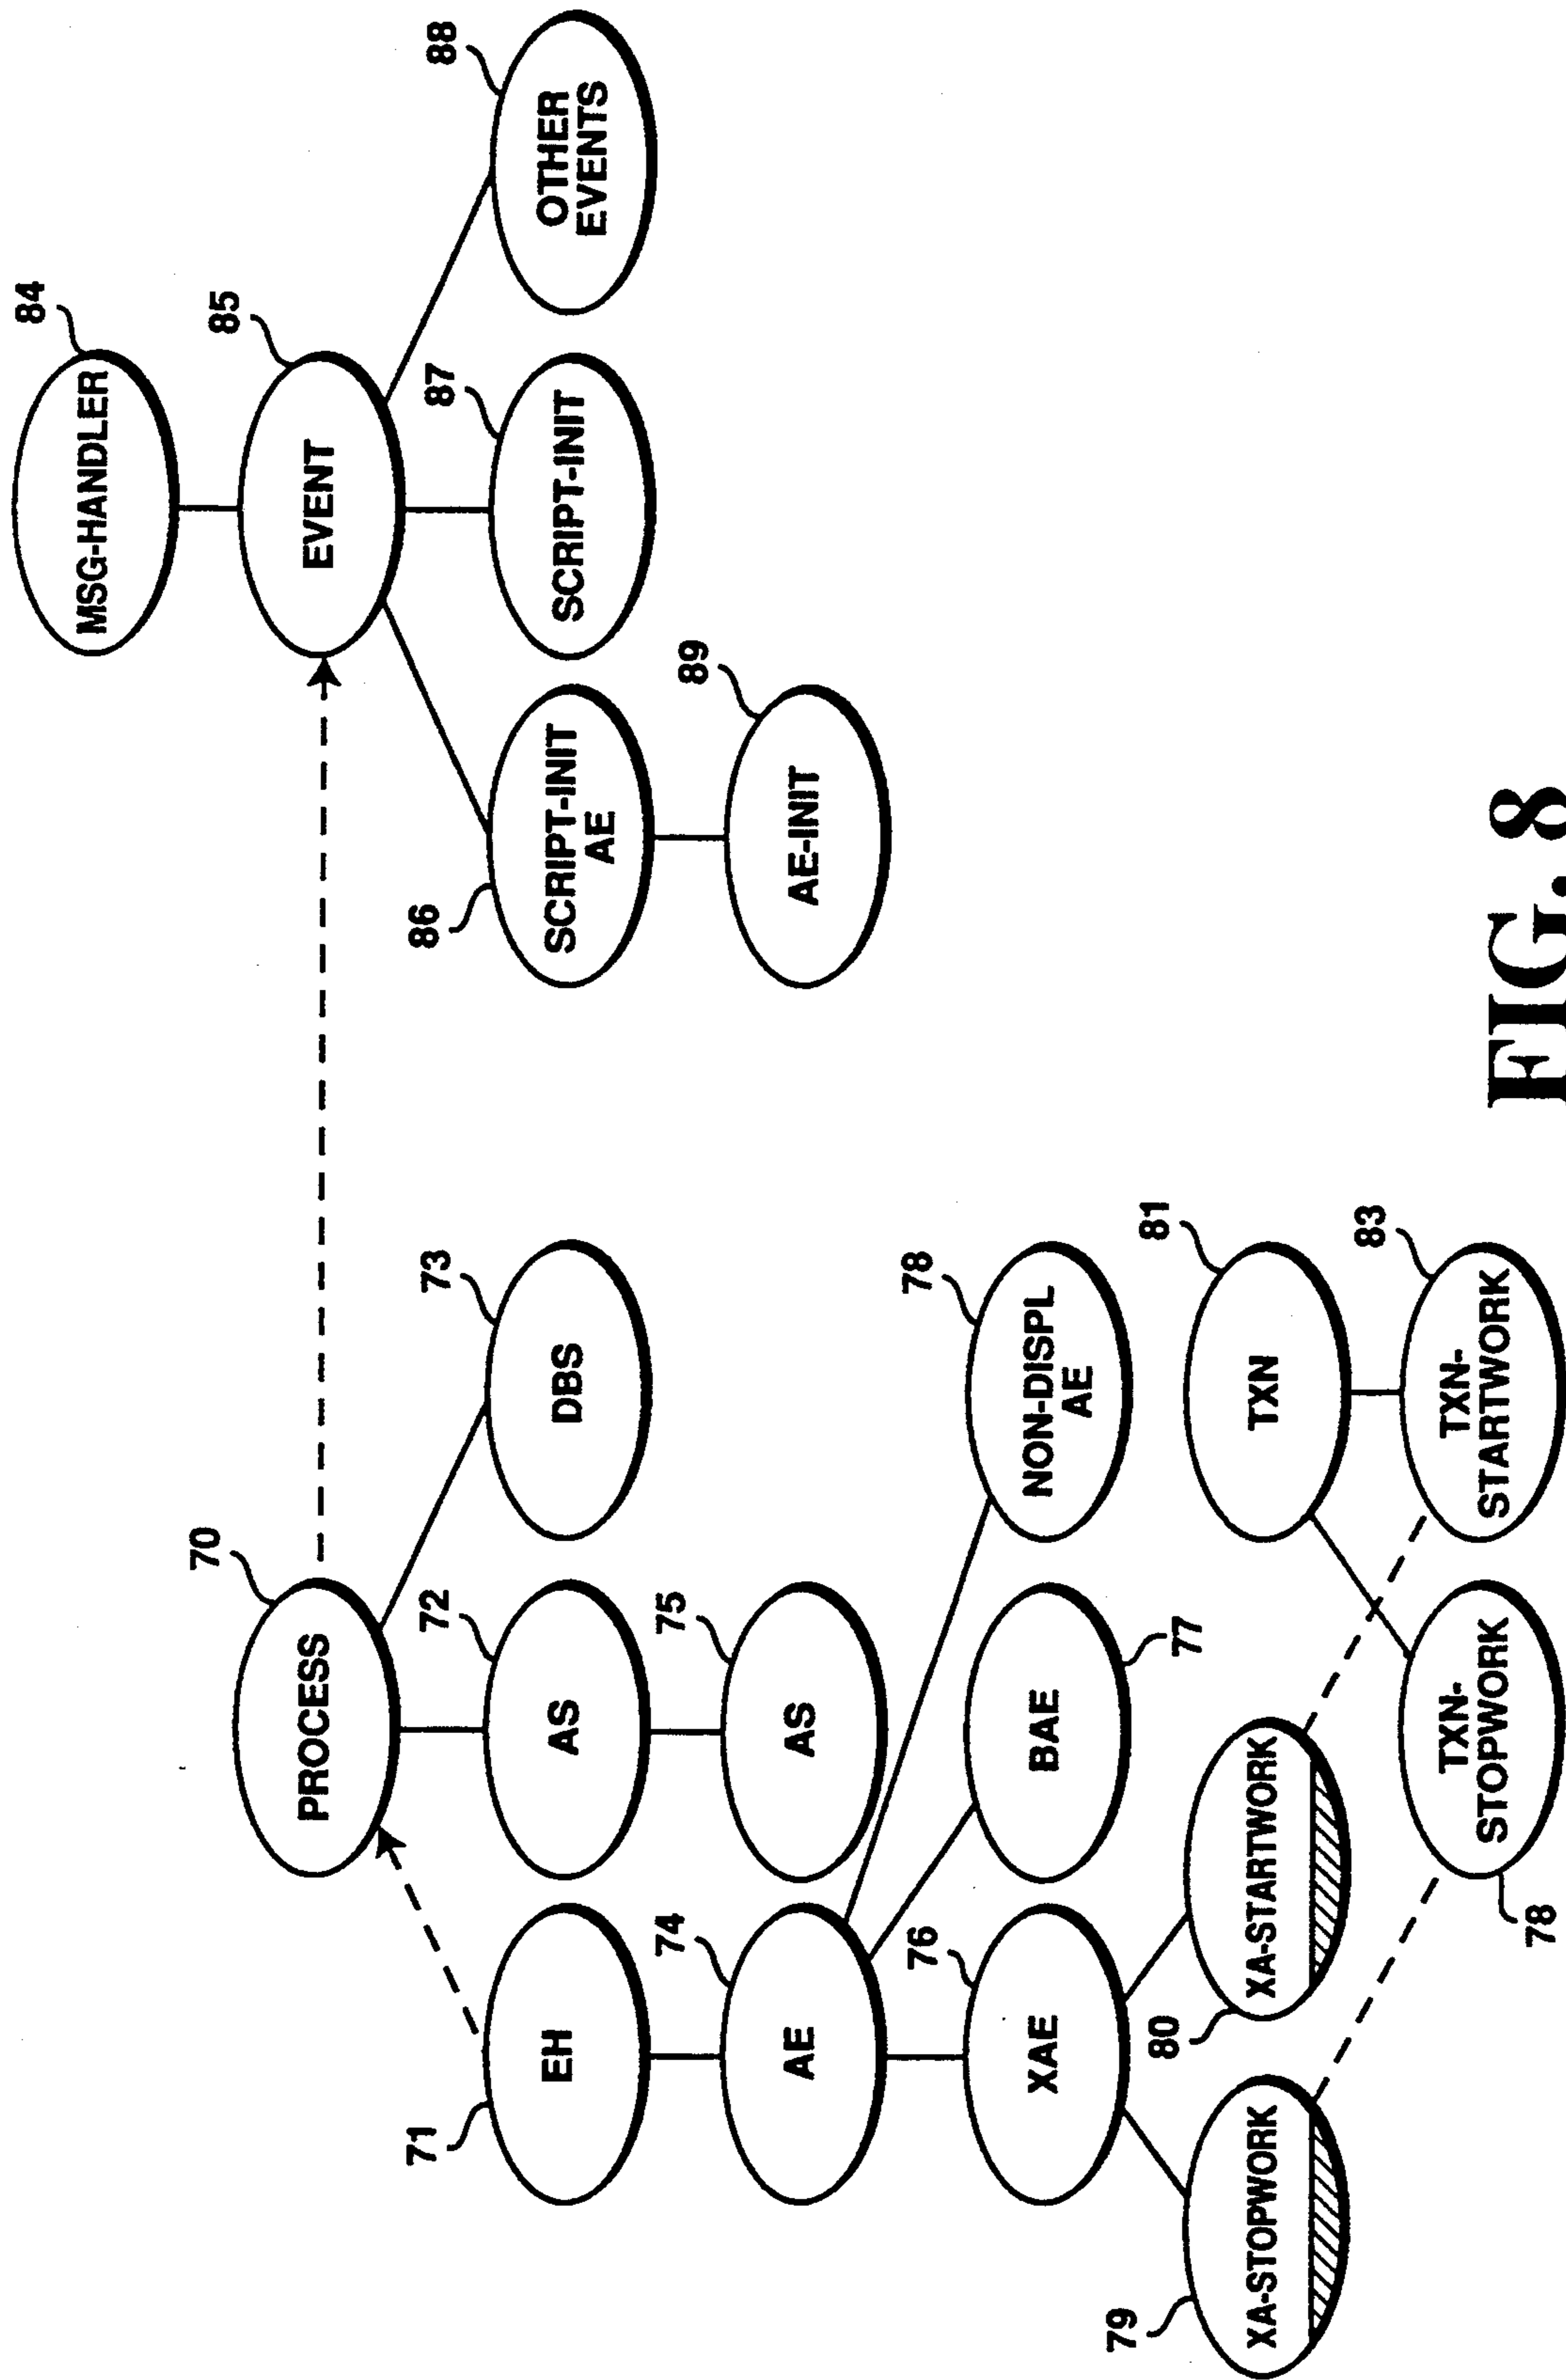 84
MSG-HANDLER
70
PROCESS
85
EVENT
71
EH
72
AS
73
DBS
86
SCRIPT-INIT
AE
87
SCRIPT-INIT
88
OTHER
EVENTS
74
AE
75
AS
89
AE-INIT
76
XAE
BAE
77
78
NON-DISPL
AE
79
XA-STOPWORK
80
XA-STARTWORK
81
TXN
78
TXN-
STOPWORK
83
TXN-
STARTWORK
FIG. 8